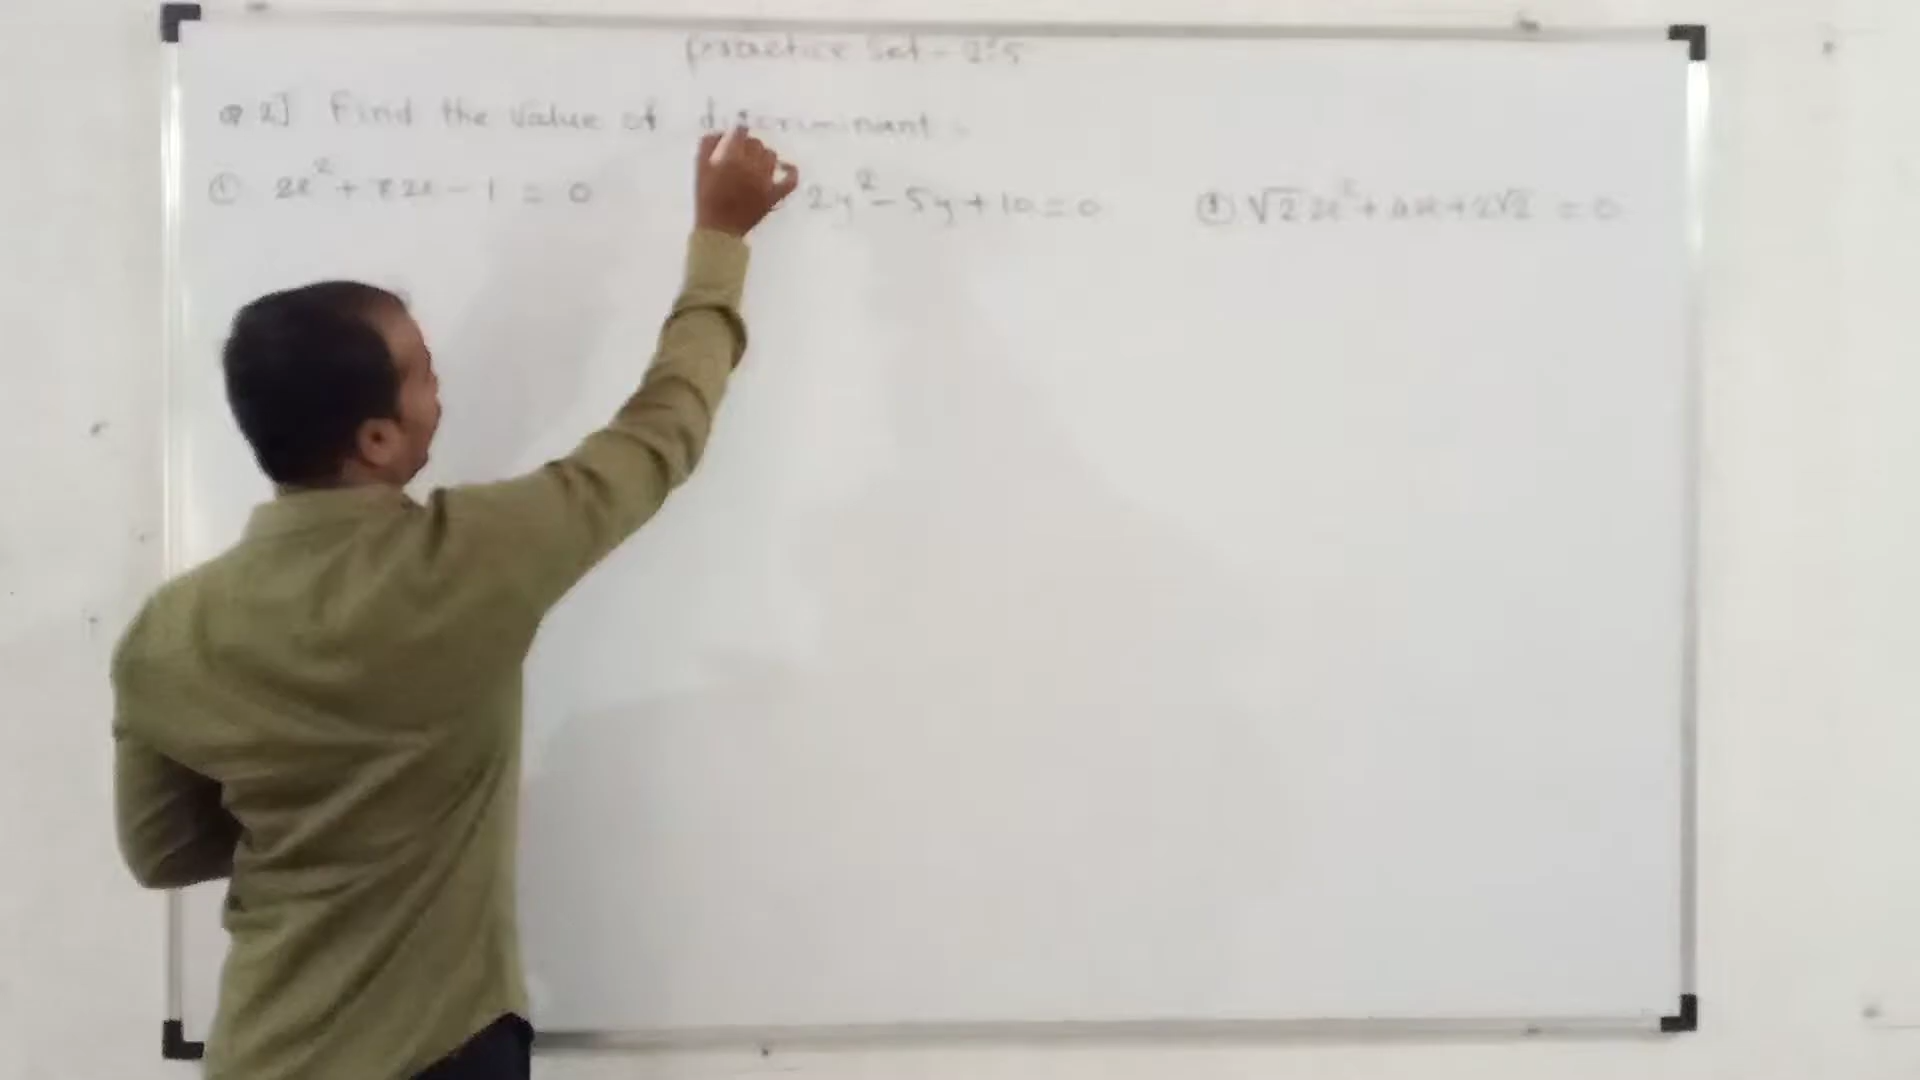 Practice Set - 2.5
Q 2] Find the value of discriminant.
① x² + 7x - 1 = 0 2y² - 5y + 10 = 0 ③ √2x² + 4x + 2√2 = 0